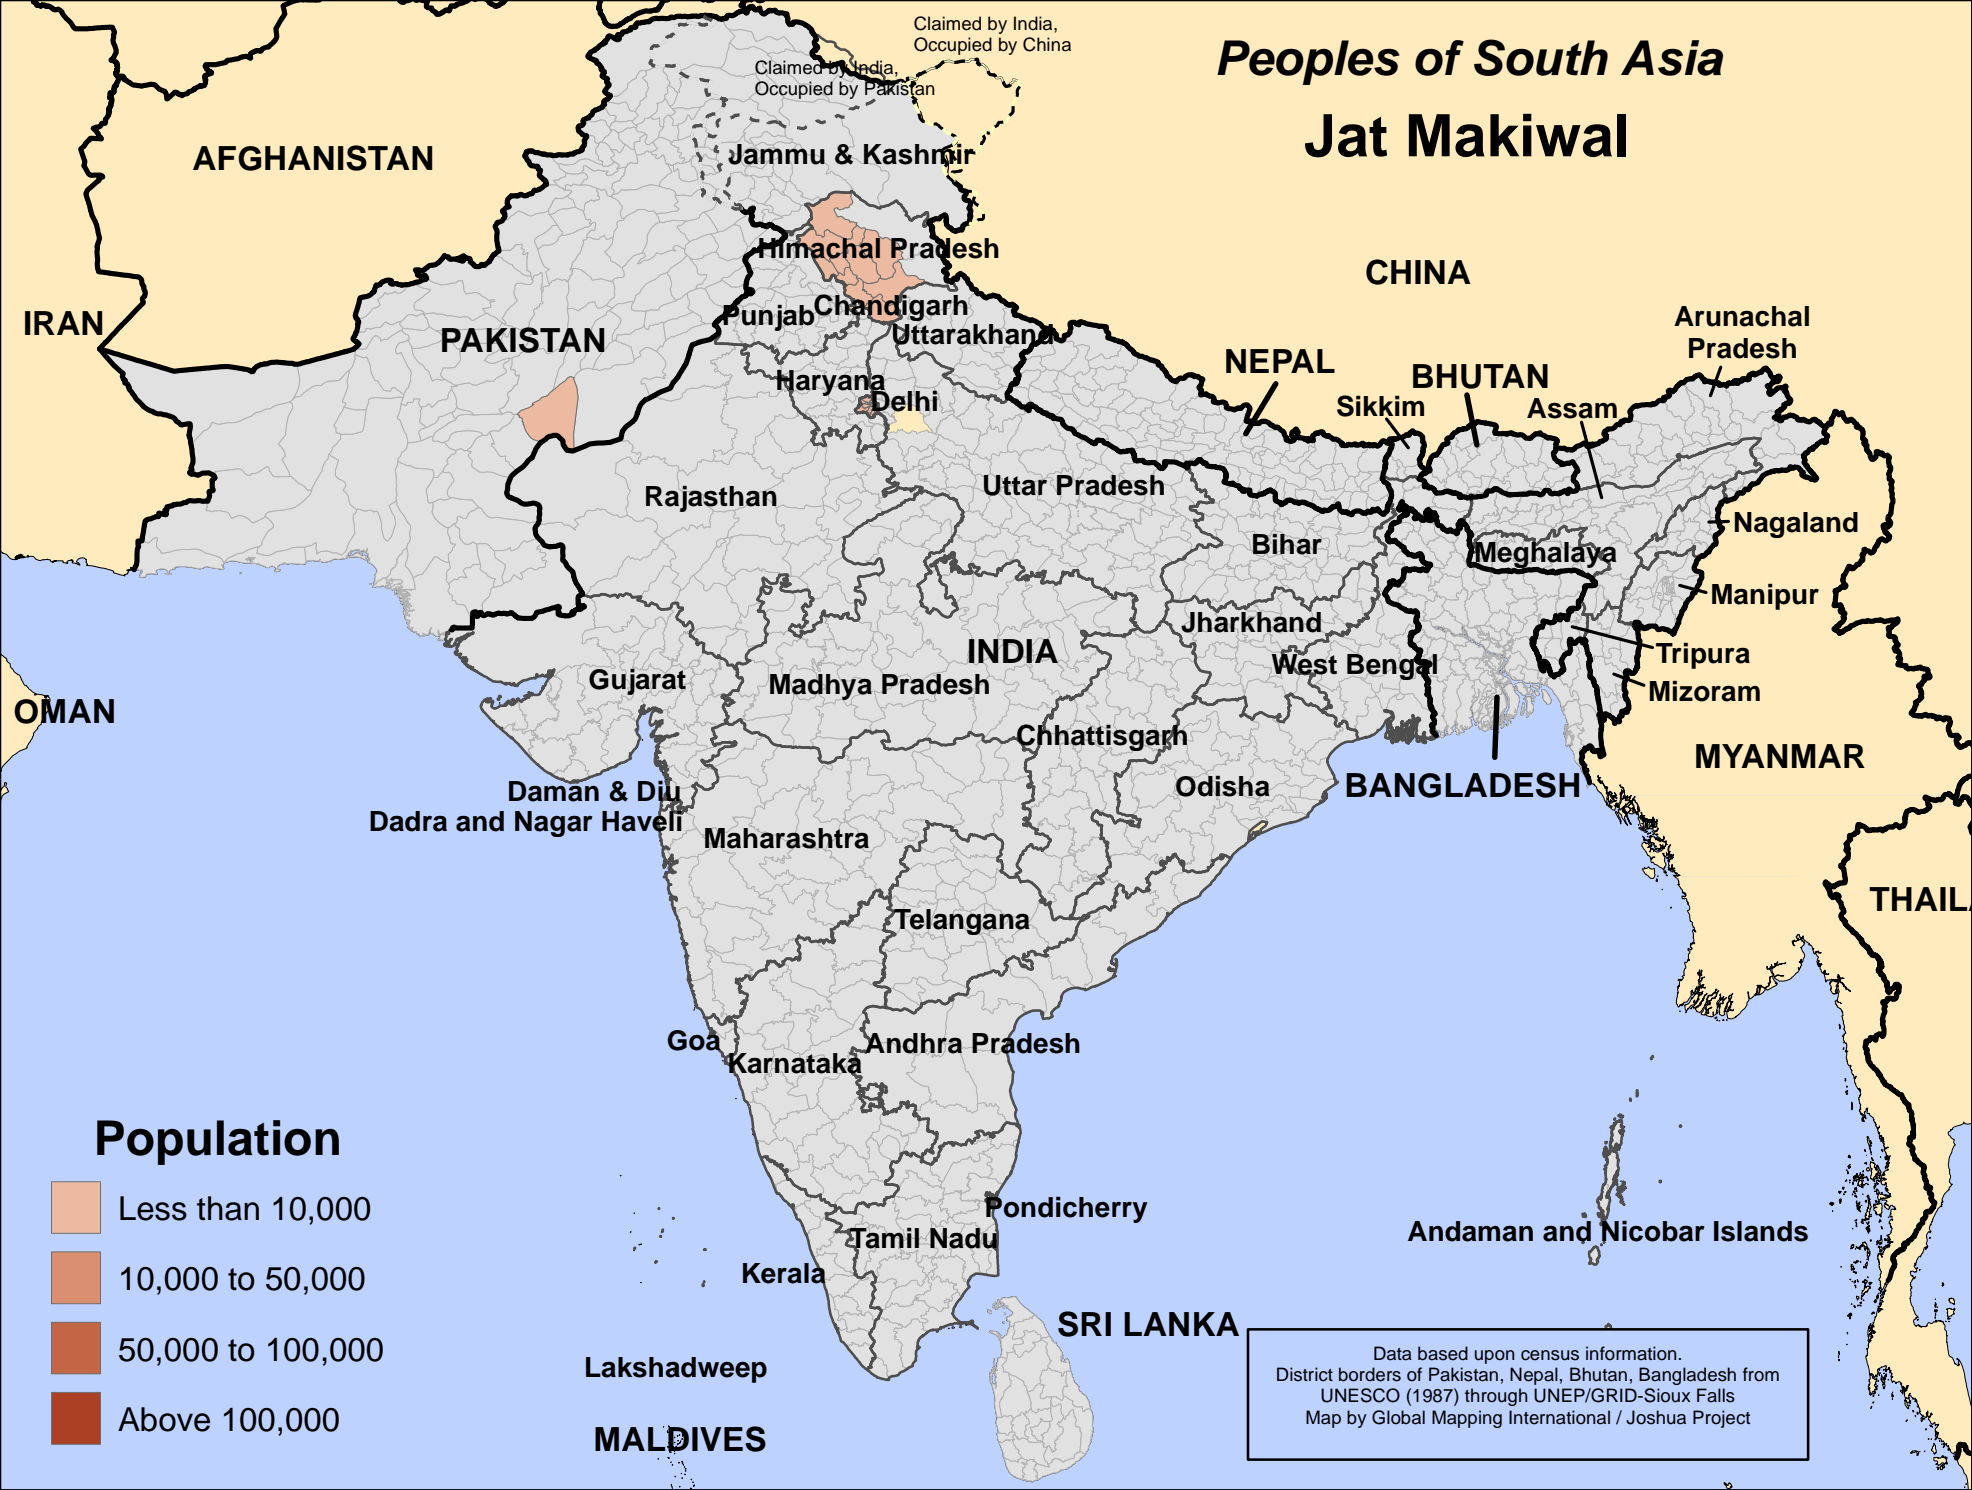 Claimed by India,
Occupied by China
Peoples of South Asia
Jat Makiwal
Claimed by India,
Occupied by Pakistan
AFGHANISTAN
Jammu & Kashmir
Himachal Pradesh
CHINA
IRAN
PAKISTAN
Punjab
Chandigarh
Uttarakhand
Arunachal
Pradesh
NEPAL
BHUTAN
Haryana
Delhi
Sikkim
Assam
Rajasthan
Uttar Pradesh
Nagaland
Bihar
Meghalaya
Manipur
Jharkhand
INDIA
Tripura
West Bengal
Gujarat
Madhya Pradesh
Mizoram
OMAN
Chhattisgarh
MYANMAR
Odisha
BANGLADESH
Daman & Diu
Dadra and Nagar Haveli
Maharashtra
THAILA
Telangana
Goa
Andhra Pradesh
Karnataka
Population
Less than 10,000
10,000 to 50,000
50,000 to 100,000
Above 100,000
Pondicherry
Tamil Nadu
Andaman and Nicobar Islands
Kerala
SRI LANKA
Lakshadweep
MALDIVES
Data based upon census information.
District borders of Pakistan, Nepal, Bhutan, Bangladesh from
UNESCO (1987) through UNEP/GRID-Sioux Falls
Map by Global Mapping International / Joshua Project